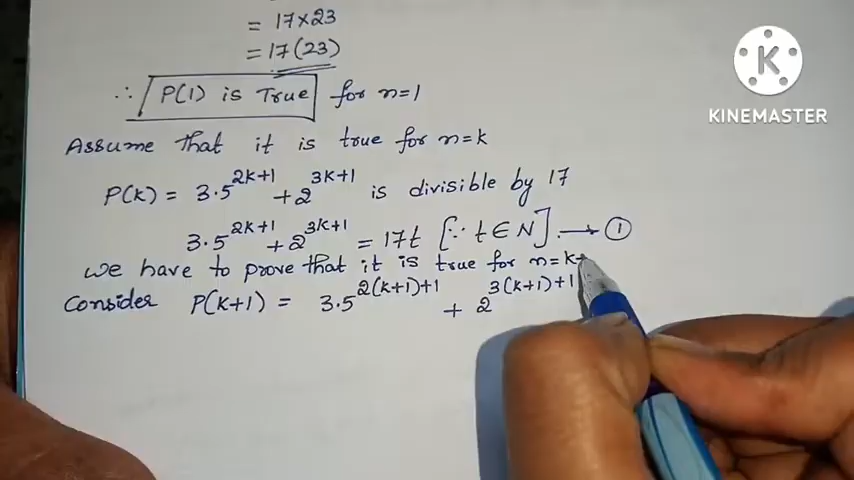 = 17×23
= 17(23)
∴ P(1) is True for n=1
Assume that it is true for n=k
P(k) = 3·5^{2k+1} + 2^{3k+1} is divisible by 17
3·5^{2k+1} + 2^{3k+1} = 17t [∵ t∈N] → ①
we have to prove that it is true for n=k+
Consider P(k+1) = 3·5^{2(k+1)+1} + 2^{3(k+1)+1}
K
KINEMASTER